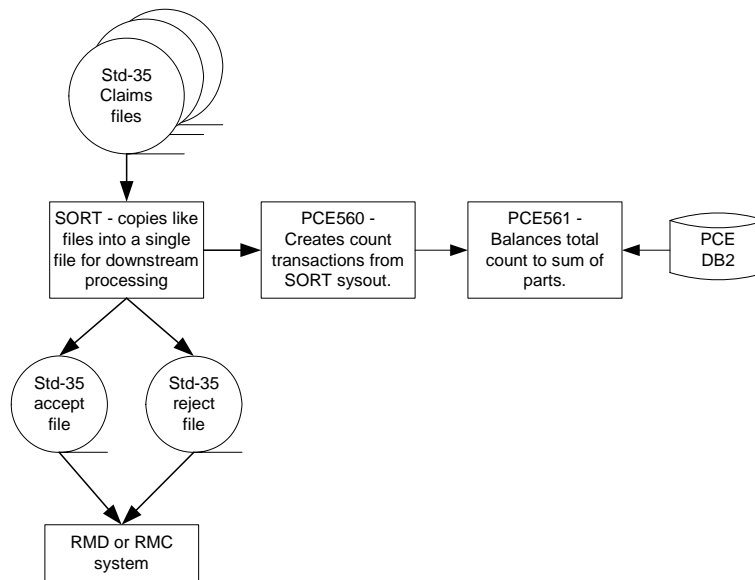 Std-35
Claims
files
SORT - copies like
files into a single
file for downstream
processing
PCE560 -
Creates count
transactions from
SORT sysout.
PCE561 -
Balances total
count to sum of
parts.
PCE
DB2
Std-35
accept
file
Std-35
reject
file
RMD or RMC
system